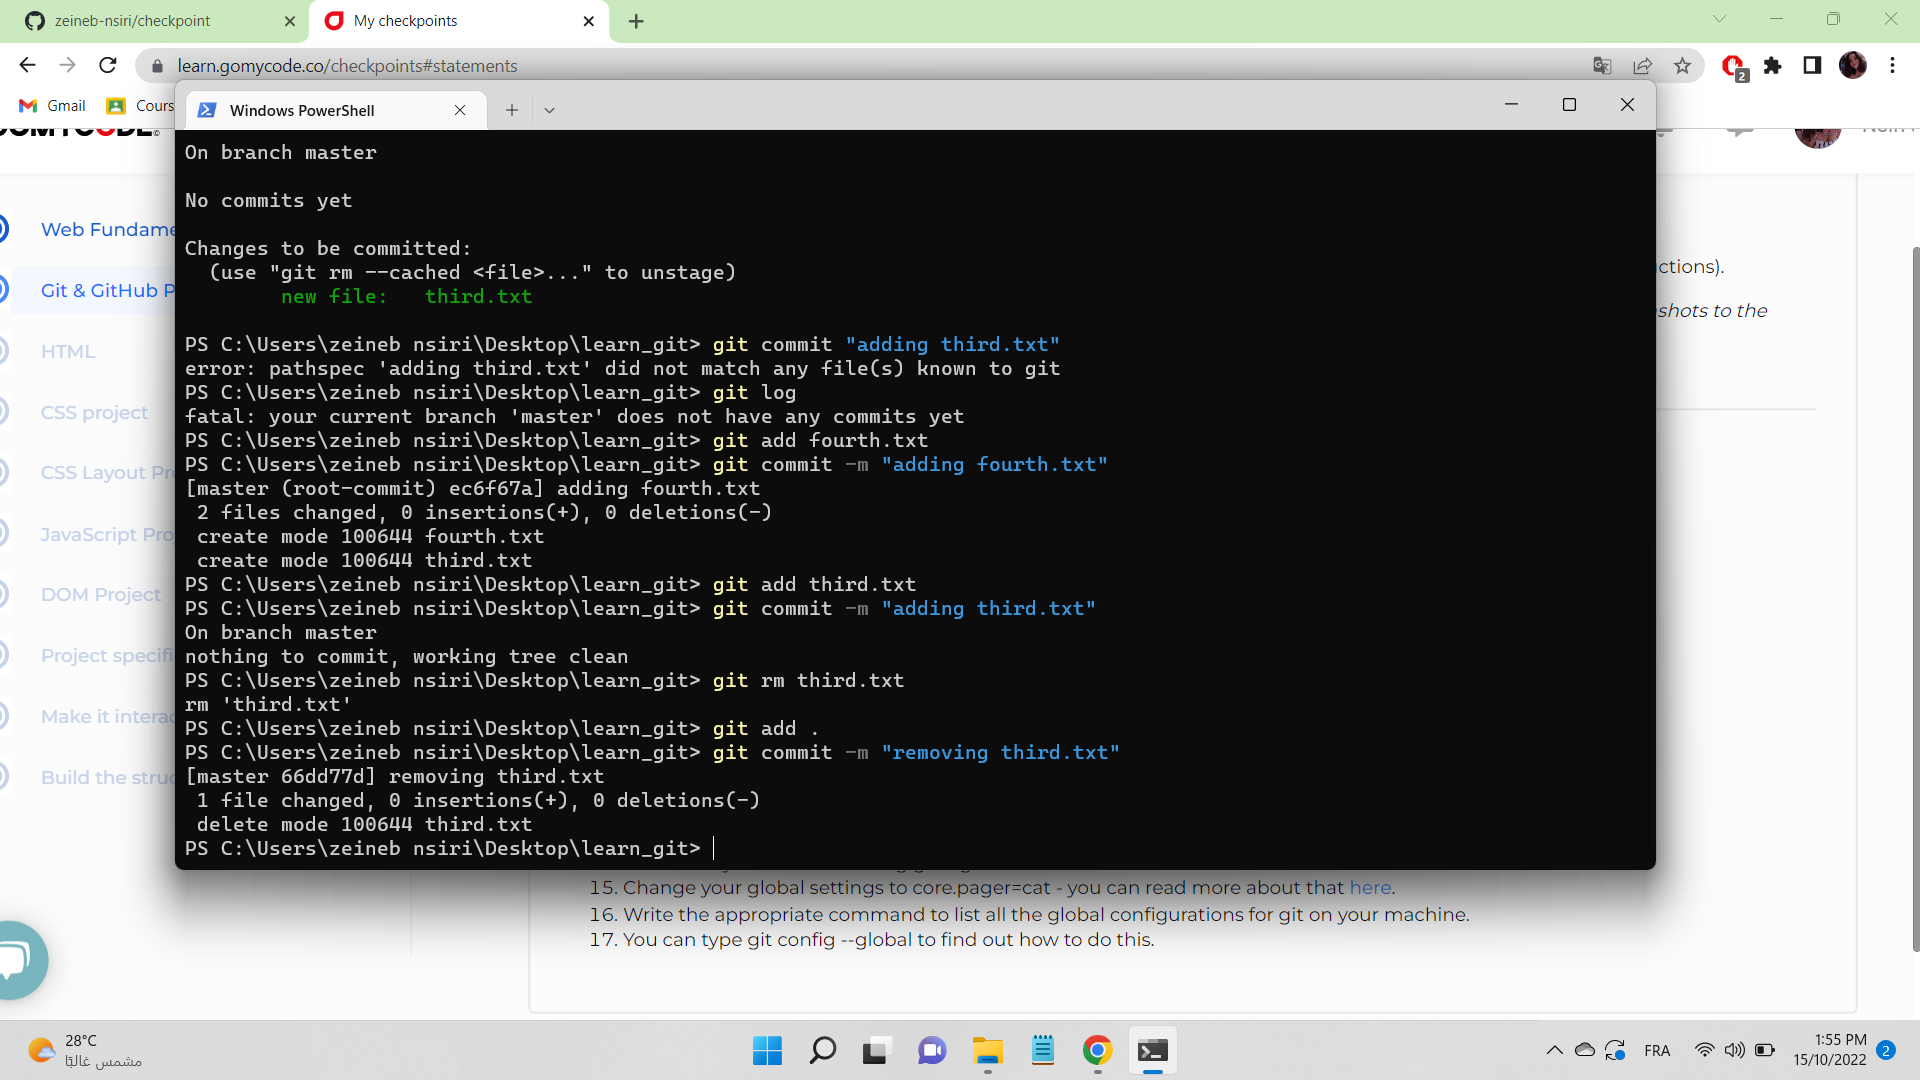 zeineb-nsiri/checkpoint
My checkpoints
learn.gomycode.co/checkpoints#statements
2
Gmail
Cours
Windows PowerShell
On branch master
No commits yet
Changes to be committed:
(use "git rm --cached <file>..." to unstage)
new file:   third.txt
PS C:\Users\zeineb nsiri\Desktop\learn_git> git commit "adding third.txt"
error: pathspec 'adding third.txt' did not match any file(s) known to git
PS C:\Users\zeineb nsiri\Desktop\learn_git> git log
fatal: your current branch 'master' does not have any commits yet
PS C:\Users\zeineb nsiri\Desktop\learn_git> git add fourth.txt
PS C:\Users\zeineb nsiri\Desktop\learn_git> git commit -m "adding fourth.txt"
[master (root-commit) ec6f67a] adding fourth.txt
2 files changed, 0 insertions(+), 0 deletions(-)
create mode 100644 fourth.txt
create mode 100644 third.txt
PS C:\Users\zeineb nsiri\Desktop\learn_git> git add third.txt
PS C:\Users\zeineb nsiri\Desktop\learn_git> git commit -m "adding third.txt"
On branch master
nothing to commit, working tree clean
PS C:\Users\zeineb nsiri\Desktop\learn_git> git rm third.txt
rm 'third.txt'
PS C:\Users\zeineb nsiri\Desktop\learn_git> git add .
PS C:\Users\zeineb nsiri\Desktop\learn_git> git commit -m "removing third.txt"
[master 66dd77d] removing third.txt
1 file changed, 0 insertions(+), 0 deletions(-)
delete mode 100644 third.txt
PS C:\Users\zeineb nsiri\Desktop\learn_git>
Web Fundame
Git & GitHub P
HTML
CSS project
CSS Layout Pr
JavaScript Pro
DOM Project
Project specifi
Make it interac
Build the struc
ctions).
shots to the
15. Change your global settings to core.pager=cat - you can read more about that here.
16. Write the appropriate command to list all the global configurations for git on your machine.
17. You can type git config --global to find out how to do this.
28°C
مشمس غالبًا
FRA
1:55 PM
15/10/2022
2